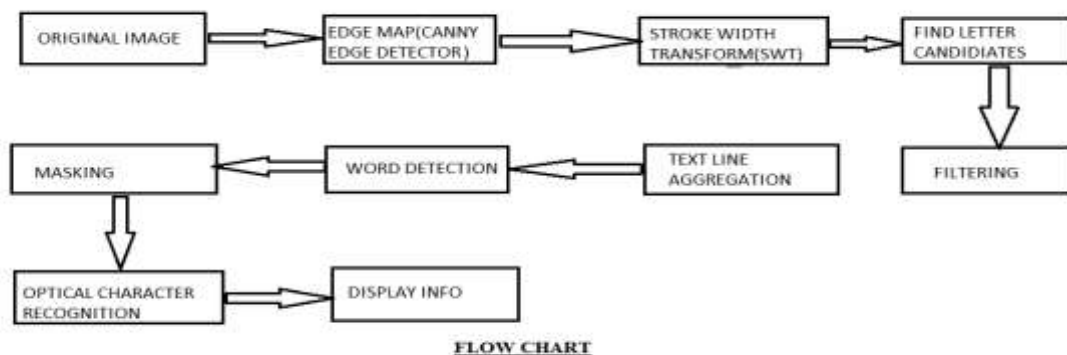 ORIGINAL IMAGE
EDGE MAP(CANNY
EDGE DETECTOR)
STROKE WIDTH
TRANSFORM(SWT)
FIND LETTER
CANDIDIATES
FILTERING
TEXT LINE
AGGREGATION
WORD DETECTION
MASKING
OPTICAL CHARACTER
RECOGNITION
DISPLAY INFO
FLOW CHART